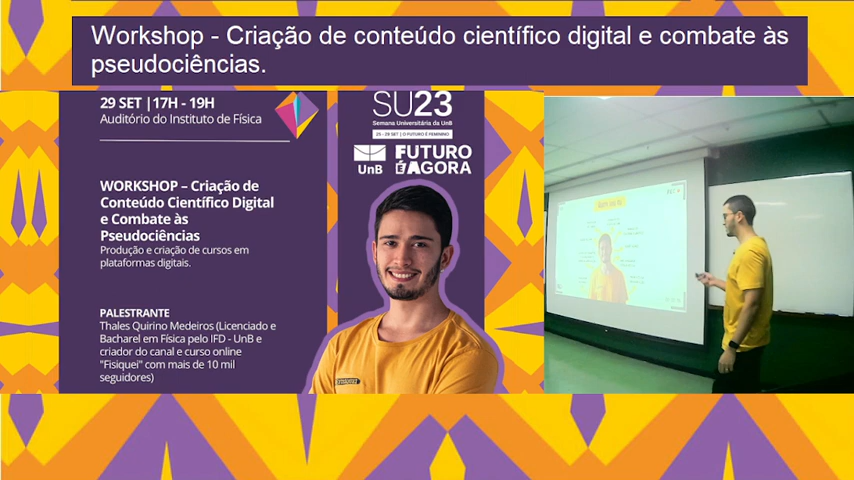 Workshop - Criação de conteúdo científico digital e combate às
pseudociências.
29 SET |17H - 19H
Auditório do Instituto de Física
WORKSHOP – Criação de
Conteúdo Científico Digital
e Combate às
Pseudociências
Produção e criação de cursos em
plataformas digitais.
PALESTRANTE
Thales Quirino Medeiros (Licenciado e
Bacharel em Física pelo IFD - UnB e
criador do canal e curso online
"Fisiquei" com mais de 10 mil
seguidores)
SU23
Semana Universitária da UnB
25 - 29 SET | O FUTURO É FEMININO
UnB
FUTURO
É AGORA